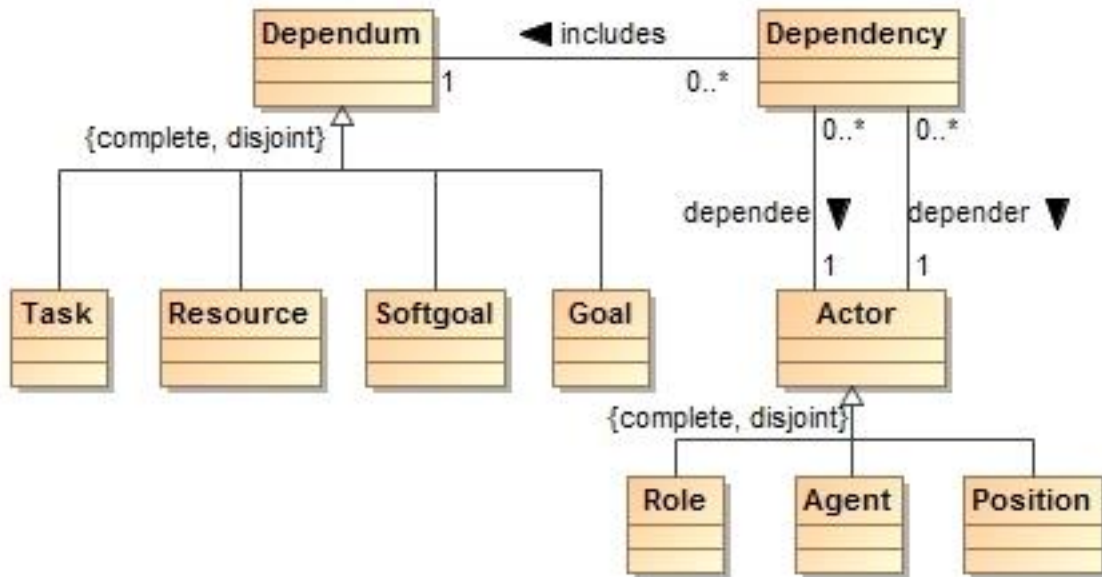 Dependum
◄ includes
Dependency
1
0..*
0..*
0..*
{complete, disjoint}
dependee ▼
depender ▼
1
1
Task
Resource
Softgoal
Goal
Actor
{complete, disjoint}
Role
Agent
Position